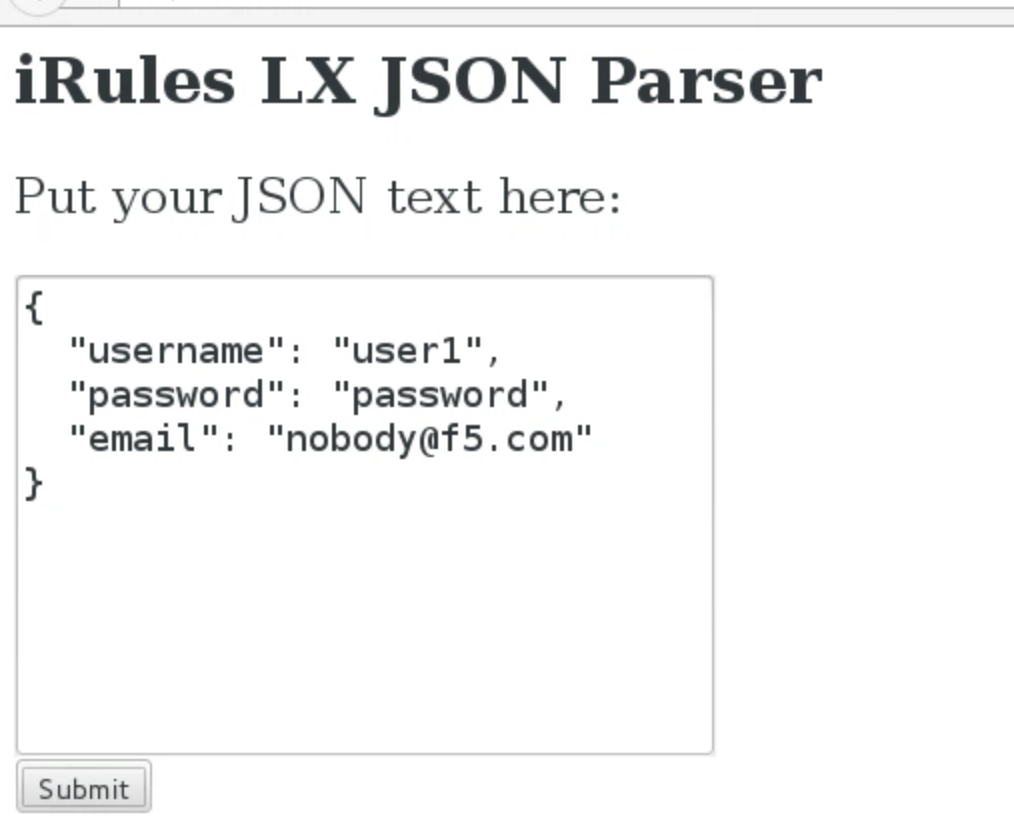 iRules LX JSON Parser
Put your JSON text here:
{
  "username": "user1",
  "password": "password",
  "email": "nobody@f5.com"
}
Submit